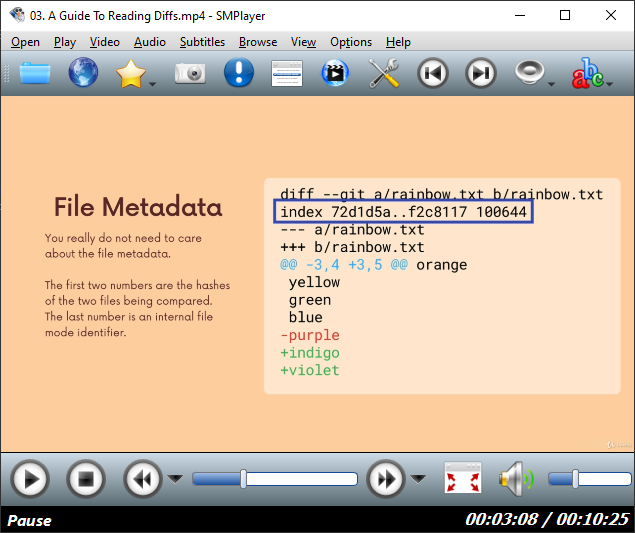 03. A Guide To Reading Diffs.mp4 - SMPlayer
Open Play Video Audio Subtitles Browse View Options Help
abc
File Metadata
You really do not need to care
about the file metadata.
The first two numbers are the hashes
of the two files being compared.
The last number is an internal file
mode identifier.
diff --git a/rainbow.txt b/rainbow.txt
index 72d1d5a..f2c8117 100644
--- a/rainbow.txt
+++ b/rainbow.txt
@@ -3,4 +3,5 @@ orange
yellow
green
blue
-purple
+indigo
+violet
Pause
00:03:08 / 00:10:25